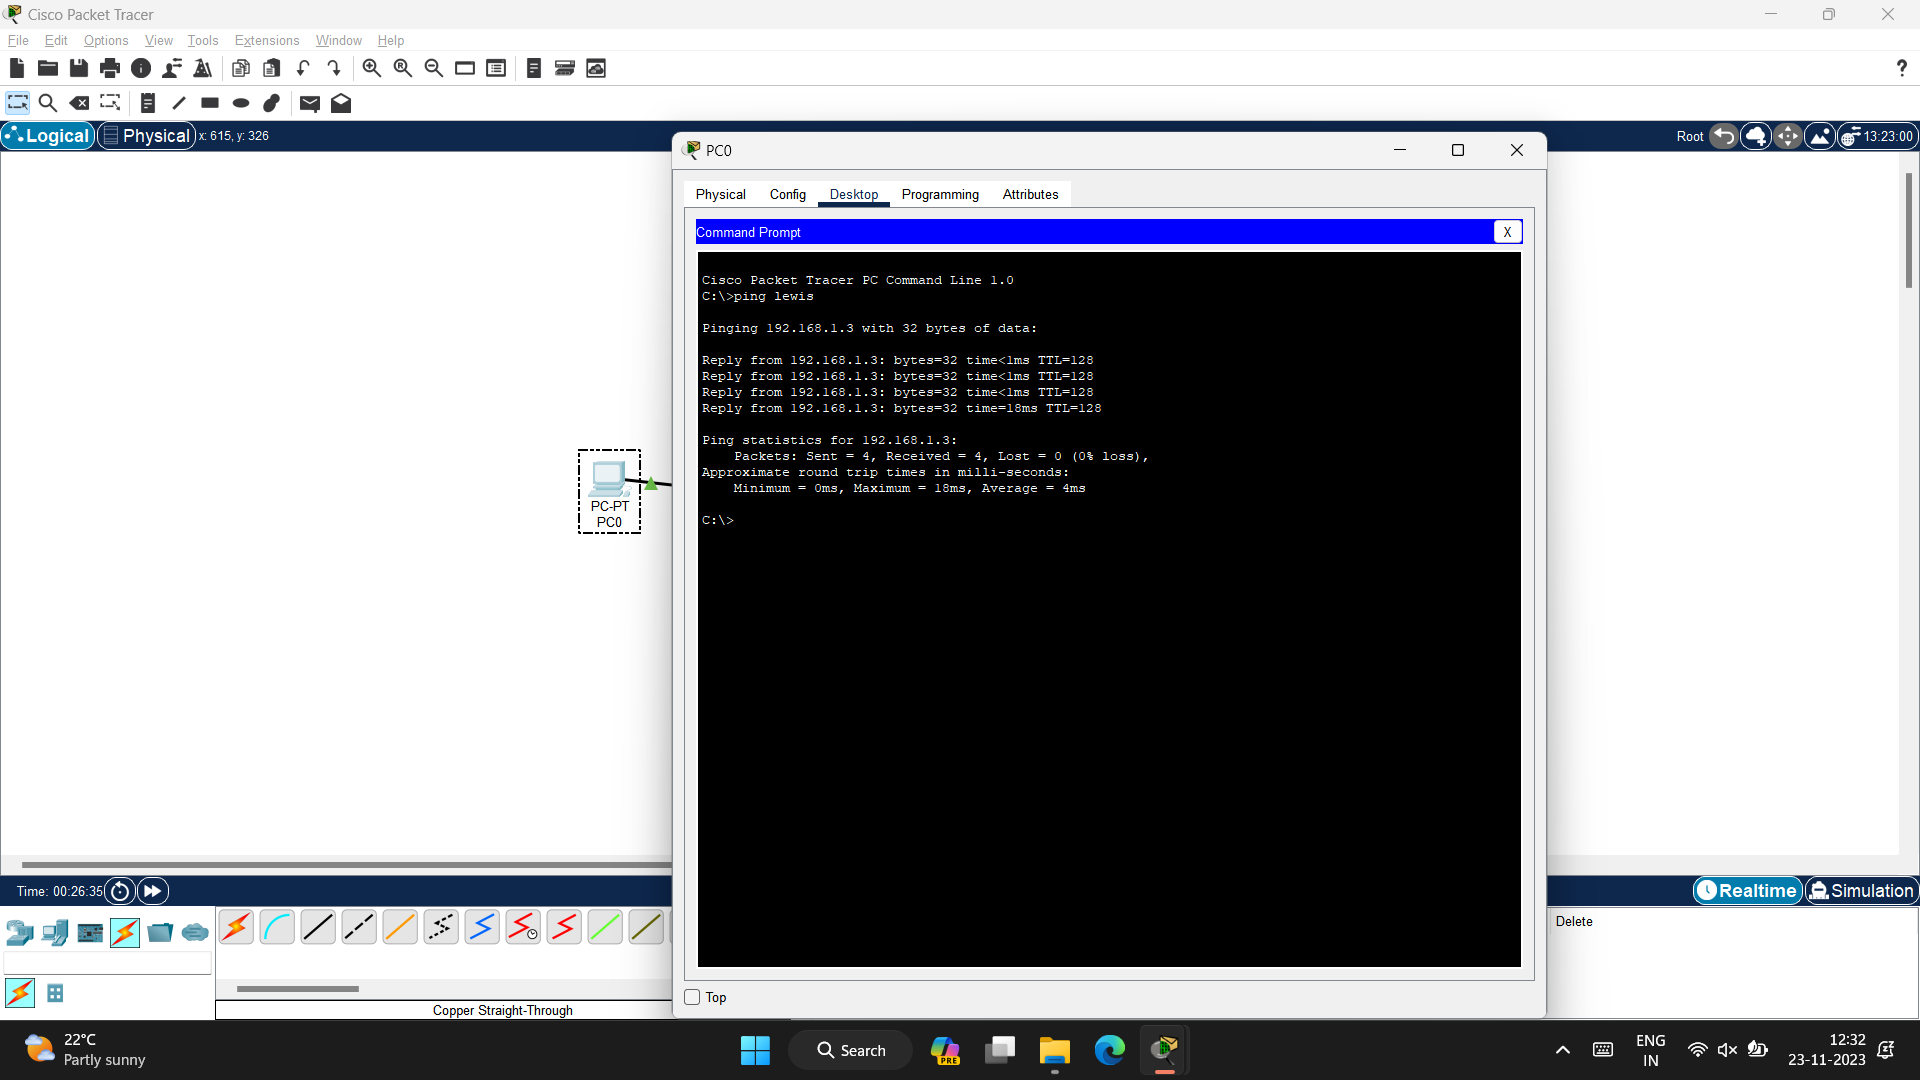 Cisco Packet Tracer
File Edit Options View Tools Extensions Window Help
?
Logical Physical x: 615, y: 326
Root 13:23:00
PC0
Physical Config Desktop Programming Attributes
Command Prompt X
Cisco Packet Tracer PC Command Line 1.0
C:\>ping lewis
Pinging 192.168.1.3 with 32 bytes of data:
Reply from 192.168.1.3: bytes=32 time<1ms TTL=128
Reply from 192.168.1.3: bytes=32 time<1ms TTL=128
Reply from 192.168.1.3: bytes=32 time<1ms TTL=128
Reply from 192.168.1.3: bytes=32 time=18ms TTL=128
Ping statistics for 192.168.1.3:
Packets: Sent = 4, Received = 4, Lost = 0 (0% loss),
Approximate round trip times in milli-seconds:
Minimum = 0ms, Maximum = 18ms, Average = 4ms
C:\>
PC-PT
PC0
Time: 00:26:35
Realtime Simulation
Delete
Top
Copper Straight-Through
22°C
Partly sunny
Search
PRE
ENG
IN
12:32
23-11-2023